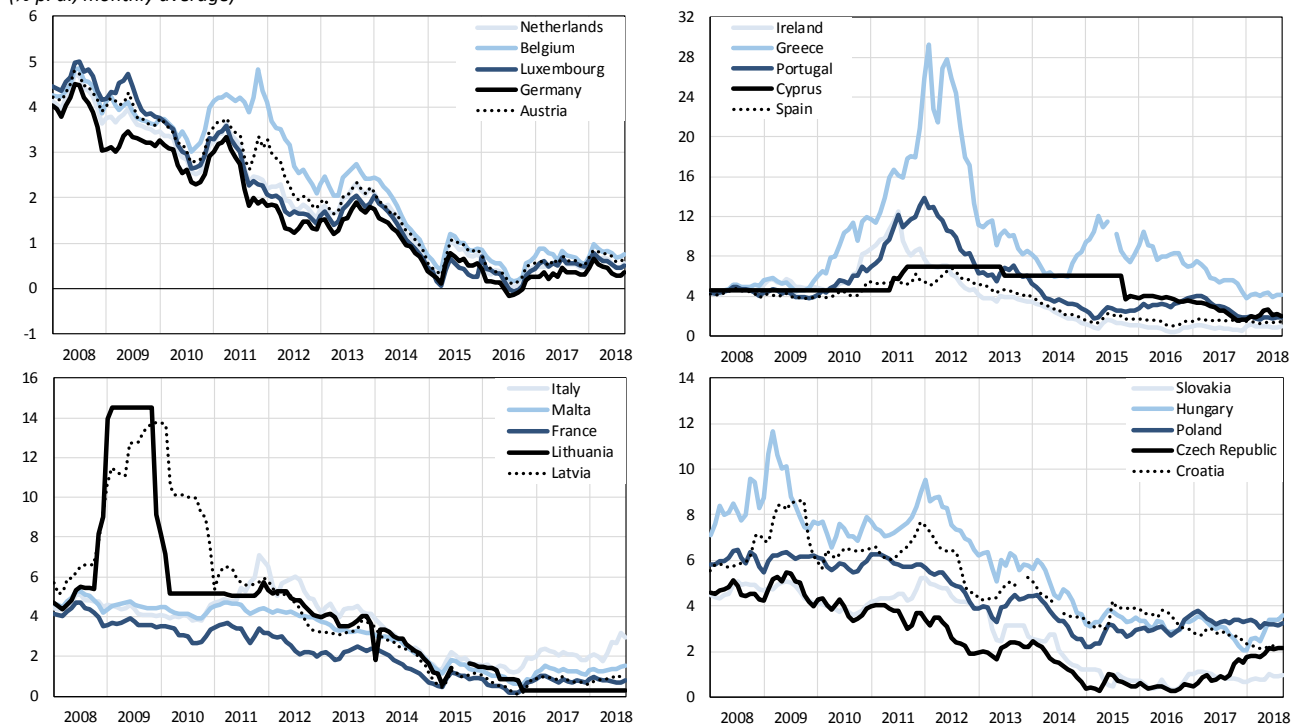 (% p. a., monthly average)
6
5
4
3
2
1
0
-1
Netherlands
Belgium
Luxembourg
Germany
Austria
2008 2009 2010 2011 2012 2013 2014 2015 2016 2017 2018
32
28
24
20
16
12
8
4
0
Ireland
Greece
Portugal
Cyprus
Spain
2008 2009 2010 2011 2012 2013 2014 2015 2016 2017 2018
16
14
12
10
8
6
4
2
0
Italy
Malta
France
Lithuania
Latvia
2008 2009 2010 2011 2012 2013 2014 2015 2016 2017 2018
14
12
10
8
6
4
2
0
Slovakia
Hungary
Poland
Czech Republic
Croatia
2008 2009 2010 2011 2012 2013 2014 2015 2016 2017 2018